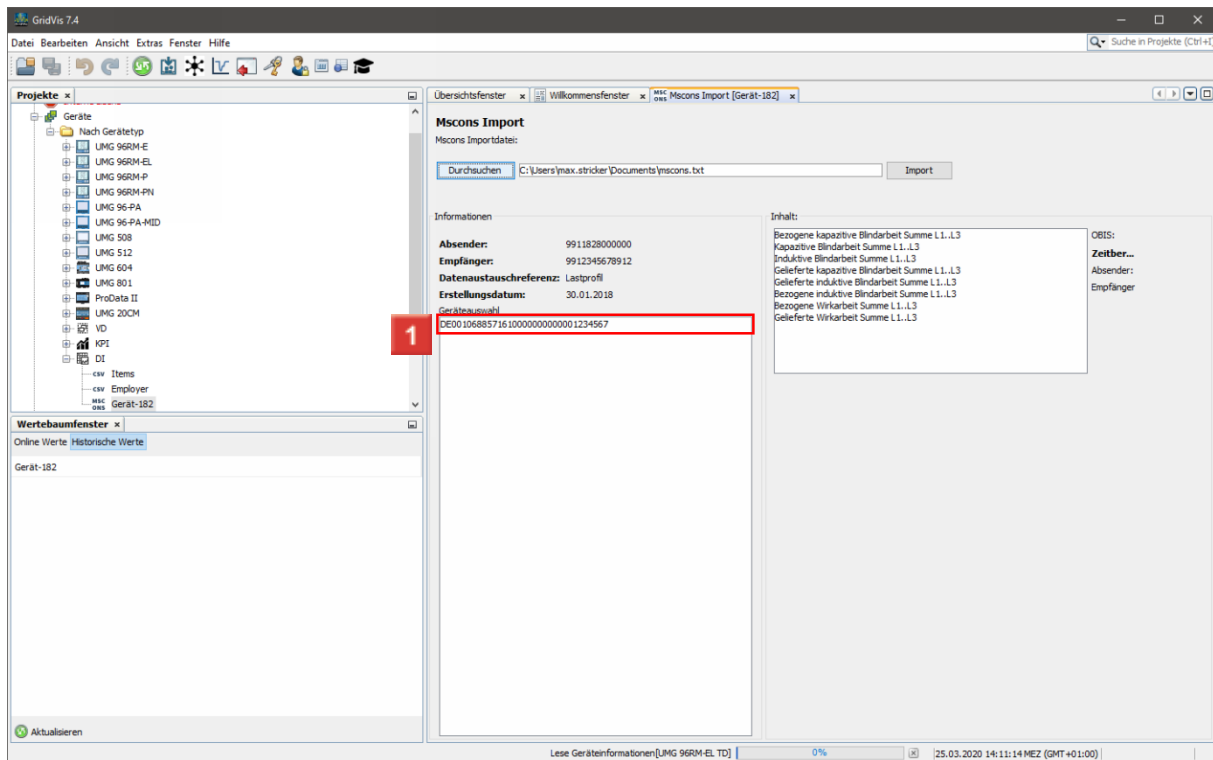 GridVis 7.4
Datei Bearbeiten Ansicht Extras Fenster Hilfe
Suche in Projekte (Ctrl+I)
Projekte
Geräte
Nach Gerätetyp
UMG 96RM-E
UMG 96RM-EL
UMG 96RM-P
UMG 96RM-PN
UMG 96-PA
UMG 96-PA-MID
UMG 508
UMG 512
UMG 604
UMG 801
ProData II
UMG 20CM
VD
KPI
DI
csv Items
csv Employer
MSC ONS Gerät-182
Wertebaumfenster
Online Werte Historische Werte
Gerät-182
Aktualisieren
Übersichtsfenster
Willkommensfenster
MSC ONS Mscons Import [Gerät-182]
Mscons Import
Mscons Importdatei:
Durchsuchen C:\Users\max.stricker\Documents\mscons.txt Import
Informationen
Absender: 9911828000000
Empfänger: 9912345678912
Datenaustauschreferenz: Lastprofil
Erstellungsdatum: 30.01.2018
Geräteauswahl
1
DE0010688571610000000000001234567
Inhalt:
Bezogene kapazitive Blindarbeit Summe L1..L3
Kapazitive Blindarbeit Summe L1..L3
Induktive Blindarbeit Summe L1..L3
Gelieferte kapazitive Blindarbeit Summe L1..L3
Gelieferte induktive Blindarbeit Summe L1..L3
Bezogene induktive Blindarbeit Summe L1..L3
Bezogene Wirkarbeit Summe L1..L3
Gelieferte Wirkarbeit Summe L1..L3
OBIS:
Zeitber...
Absender:
Empfänger
Lese Geräteinformationen[UMG 96RM-EL TD] 0% 25.03.2020 14:11:14 MEZ (GMT+01:00)